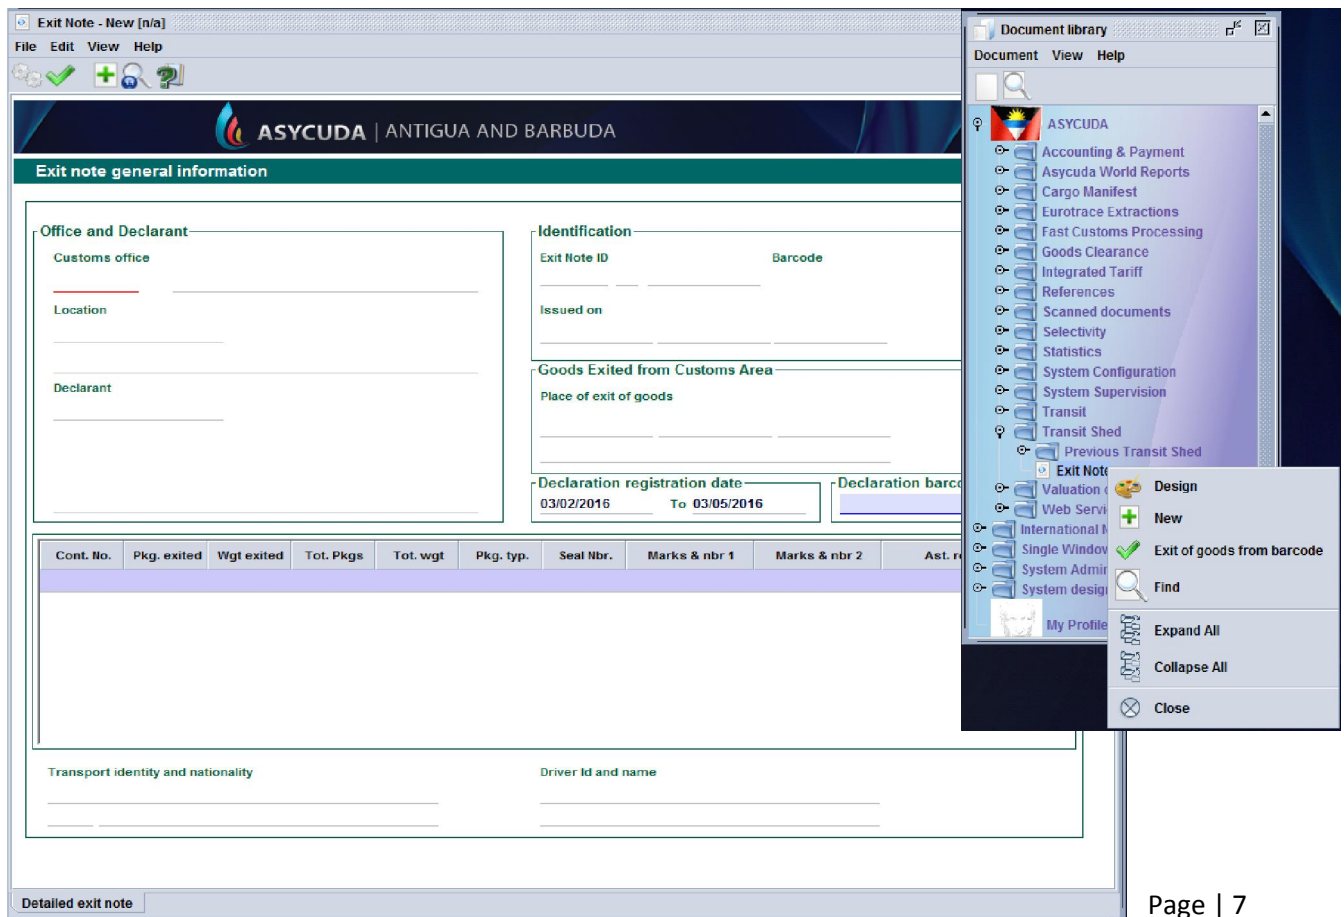 Exit Note - New [n/a]
File Edit View Help
ASYCUDA | ANTIGUA AND BARBUDA
Exit note general information
Office and Declarant
Customs office
Location
Declarant
Identification
Exit Note ID Barcode
Issued on
Goods Exited from Customs Area
Place of exit of goods
Declaration registration date
03/02/2016 To 03/05/2016
Declaration
Cont. No. Pkg. exited Wgt exited Tot. Pkgs Tot. wgt Pkg. typ. Seal Nbr. Marks & nbr 1 Marks & nbr 2 Ast.
Transport identity and nationality
Driver Id and name
Detailed exit note
Document library
Document View Help
ASYCUDA
Accounting & Payment
Asycuda World Reports
Cargo Manifest
Eurotrace Extractions
Fast Customs Processing
Goods Clearance
Integrated Tariff
References
Scanned documents
Selectivity
Statistics
System Configuration
System Supervision
Transit
Transit Shed
Previous Transit Shed
Exit Note
Valuation
Web
International
Single Window
System
System
My Profile
Design
New
Exit of goods from barcode
Find
Expand All
Collapse All
Close
Page | 7